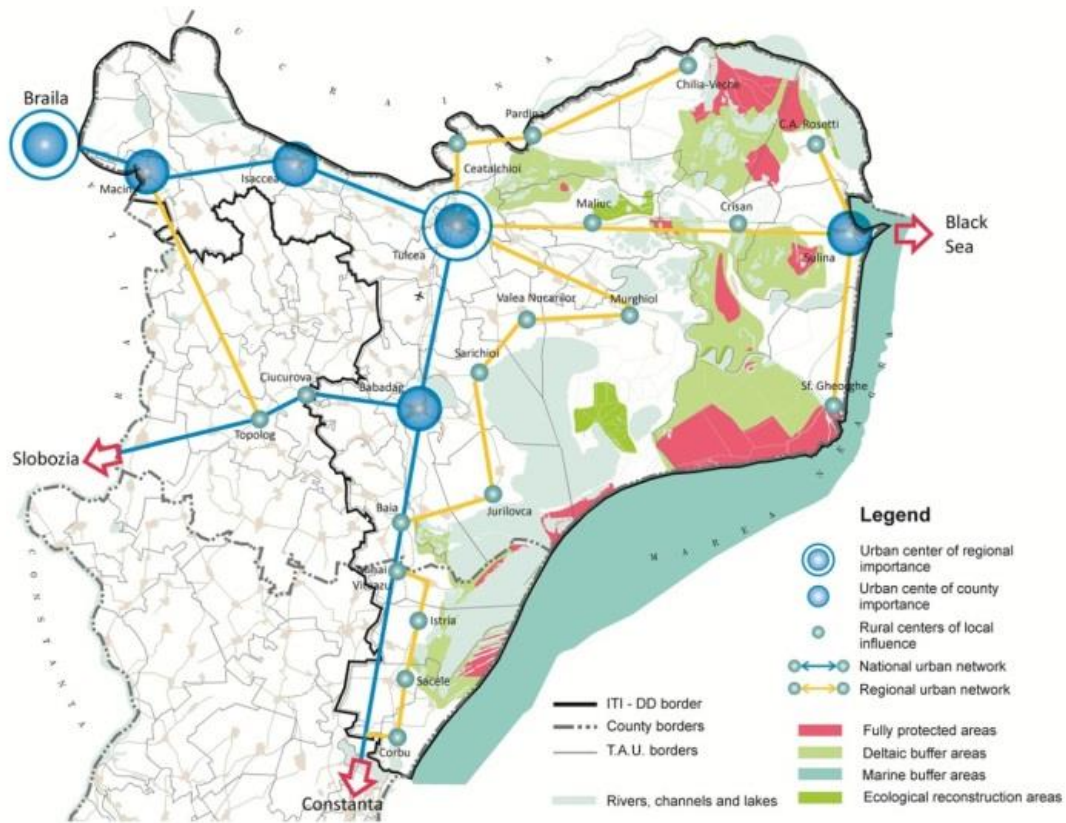 U C R A I N A
Braila
Chilia-Veche
Pardina
C.A. Rosetti
Macin
Isaccea
Ceatalchioi
Maliuc
Crisan
Black
Sea
Tulcea
Sulina
Valea Nucarilor
Murghiol
Sarichioi
Ciucurova
Babadag
Sf. Gheorghe
Topolog
Slobozia
Baia
Jurilovca
Mihai
Viteazu
Istria
Sacele
Corbu
Constanta
C O N S T A N T A
M A R E A
N E A G R A
Legend
Urban center of regional
importance
Urban cente of county
importance
Rural centers of local
influence
National urban network
Regional urban network
ITI - DD border
County borders
T.A.U. borders
Rivers, channels and lakes
Fully protected areas
Deltaic buffer areas
Marine buffer areas
Ecological reconstruction areas